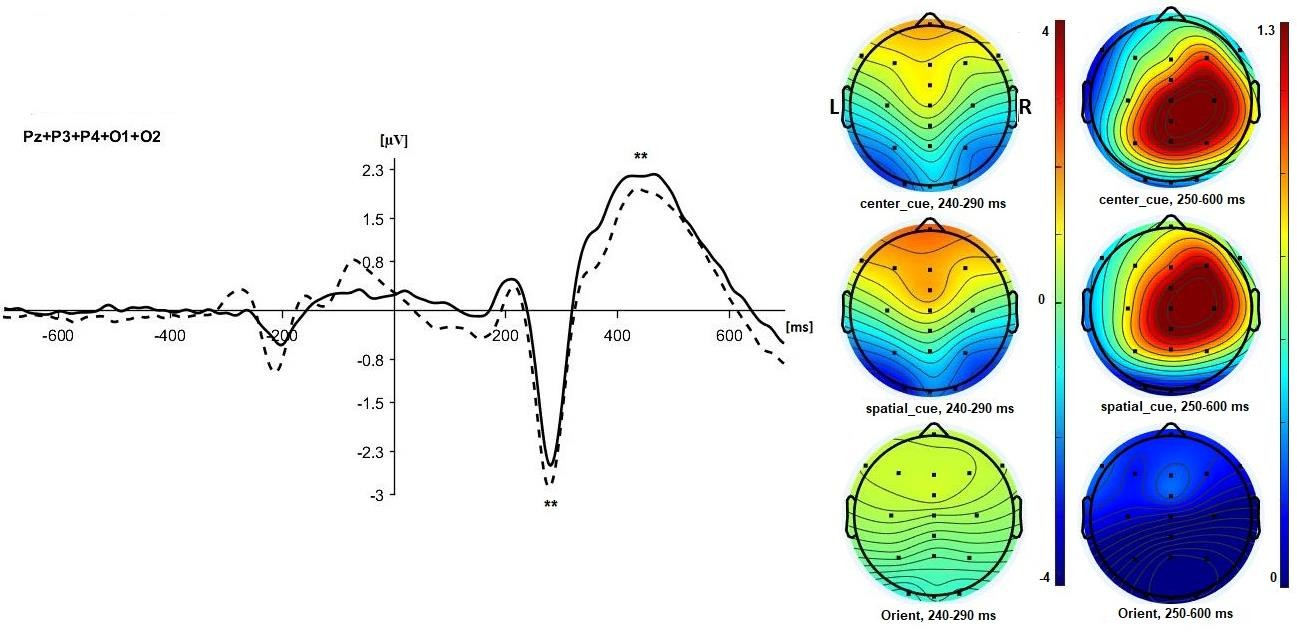 Pz+P3+P4+O1+O2
[µV]
**
2.3
1.5
0.8
-600
-400
-200
200
400
600
[ms]
-0.8
-1.5
-2.3
-3
**
L
R
4
0
-4
1.3
0
center_cue, 240-290 ms
center_cue, 250-600 ms
spatial_cue, 240-290 ms
spatial_cue, 250-600 ms
Orient, 240-290 ms
Orient, 250-600 ms